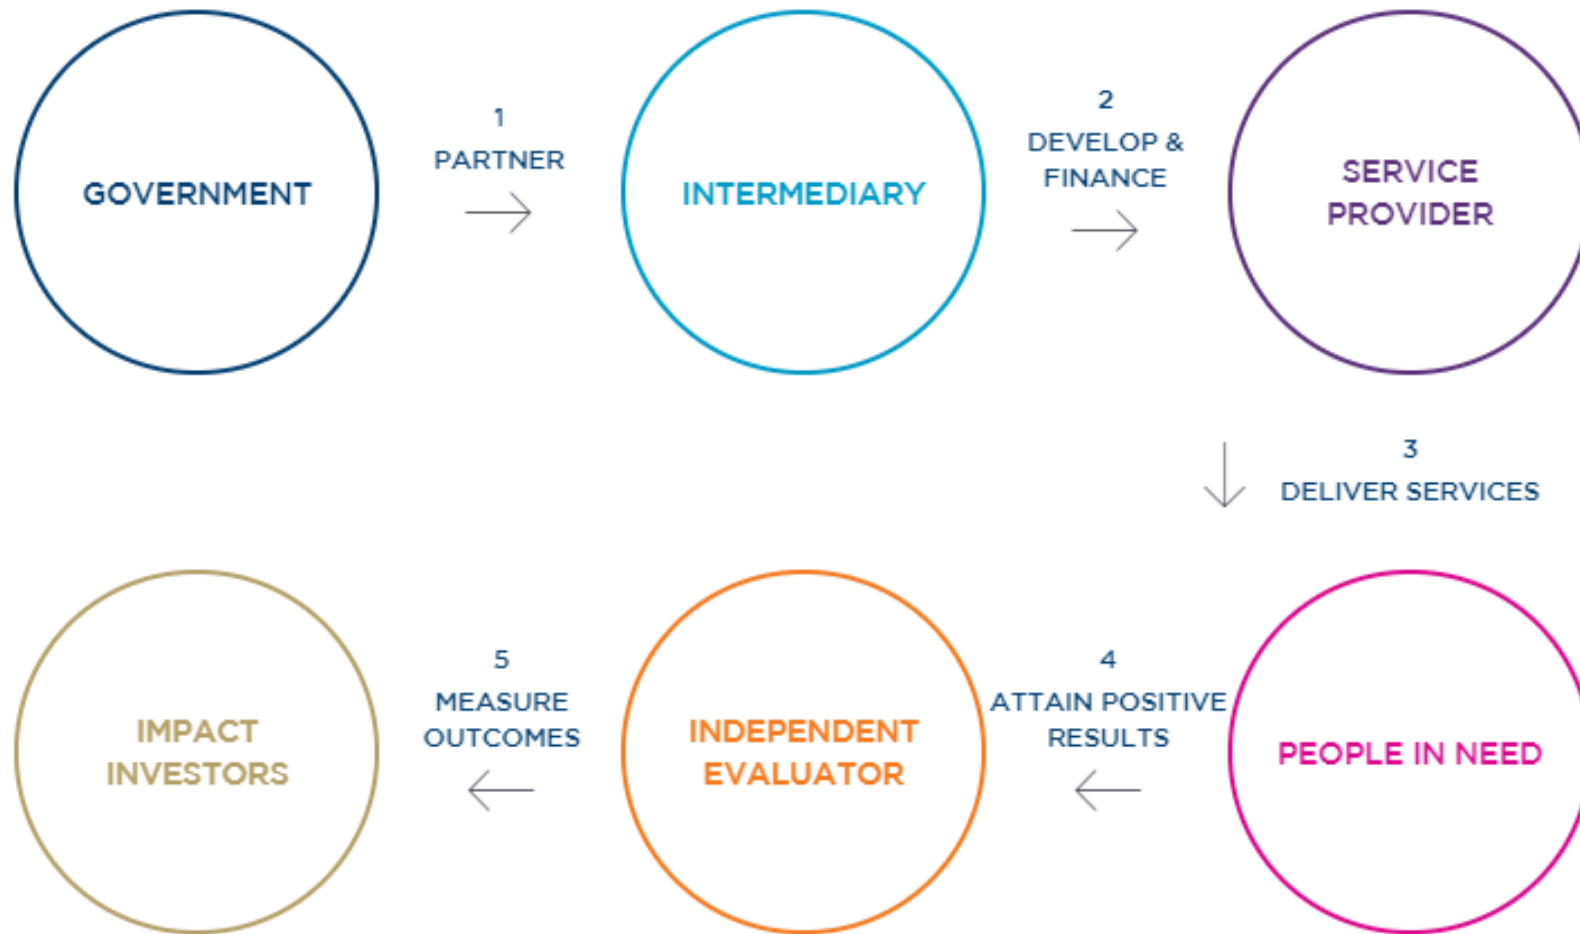 GOVERNMENT
1
PARTNER
INTERMEDIARY
2
DEVELOP &
FINANCE
SERVICE
PROVIDER
3
DELIVER SERVICES
IMPACT
INVESTORS
5
MEASURE
OUTCOMES
INDEPENDENT
EVALUATOR
4
ATTAIN POSITIVE
RESULTS
PEOPLE IN NEED